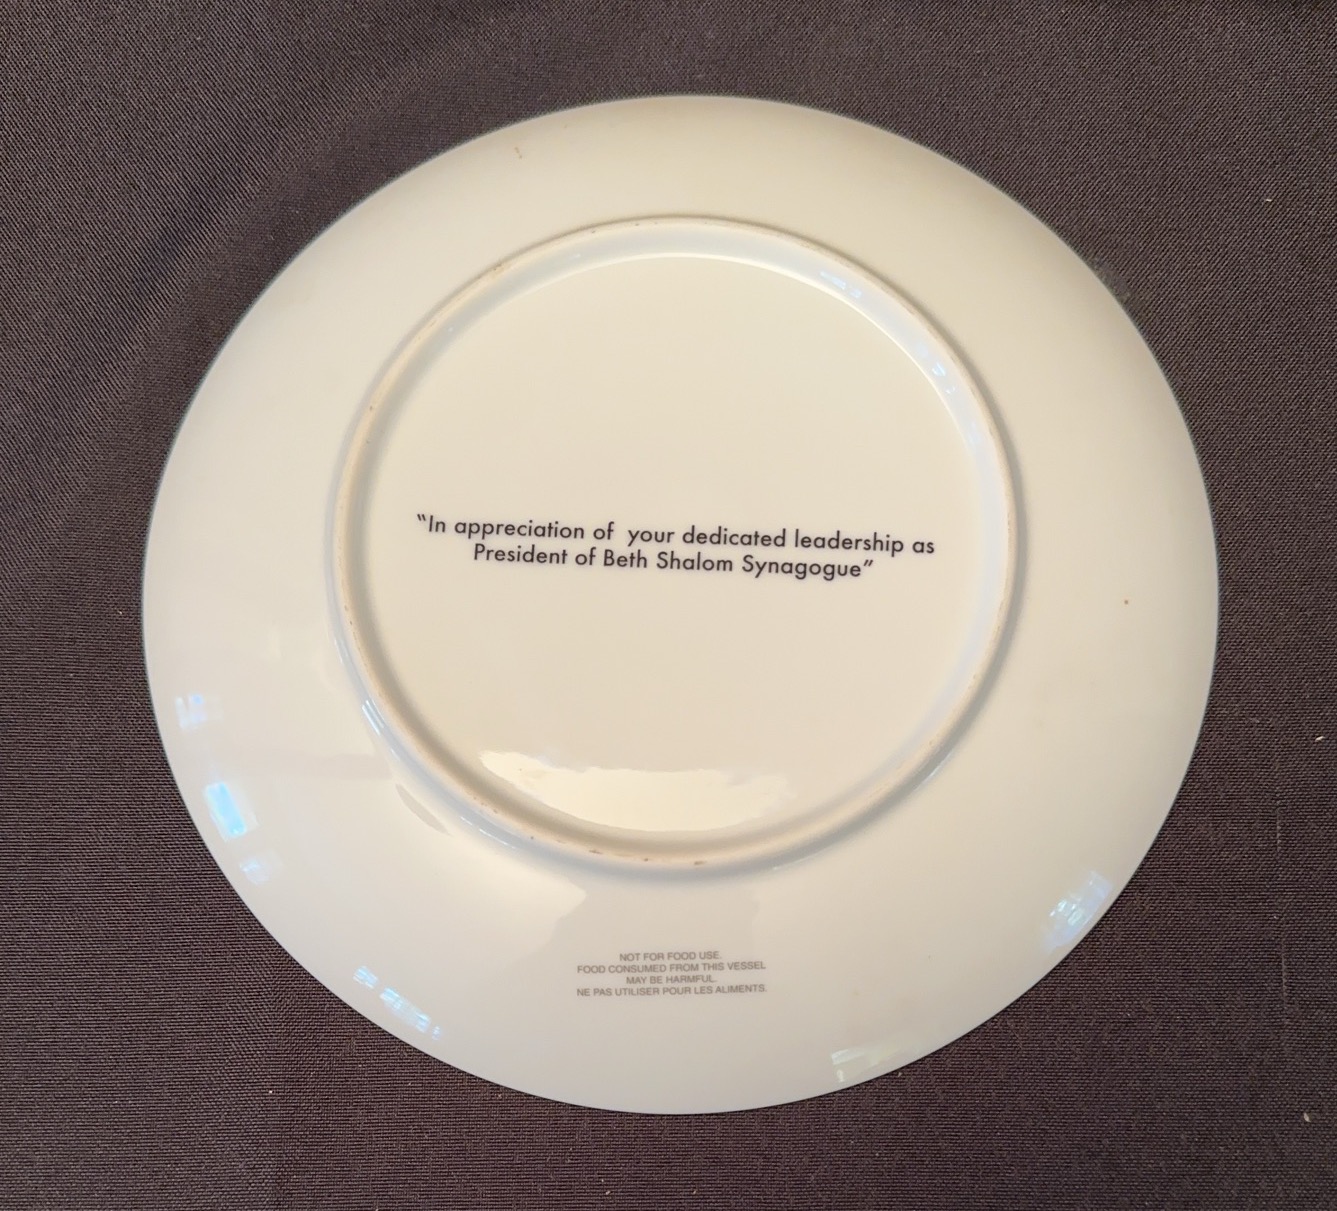 “In appreciation of  your dedicated leadership as
President of Beth Shalom Synagogue”
NOT FOR FOOD USE.
FOOD CONSUMED FROM THIS VESSEL
MAY BE HARMFUL.
NE PAS UTILISER POUR LES ALIMENTS.